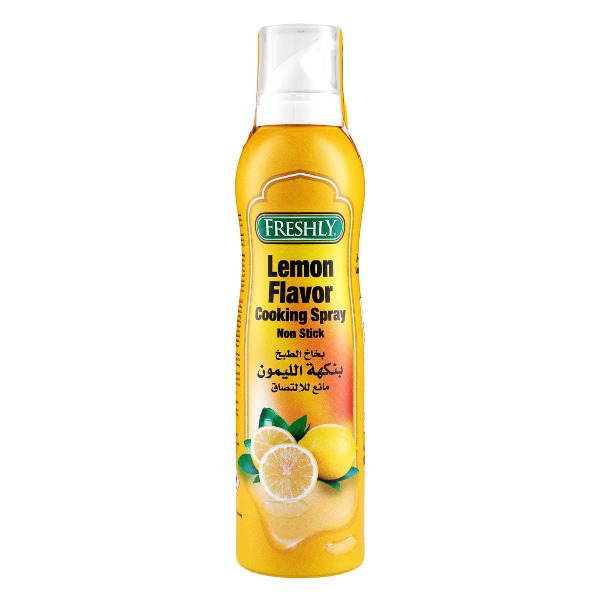 FRESHLY
Lemon
Flavor
Cooking Spray
Non Stick
بخاخ الطبخ
بنكهة الليمون
مانع للالتصاق